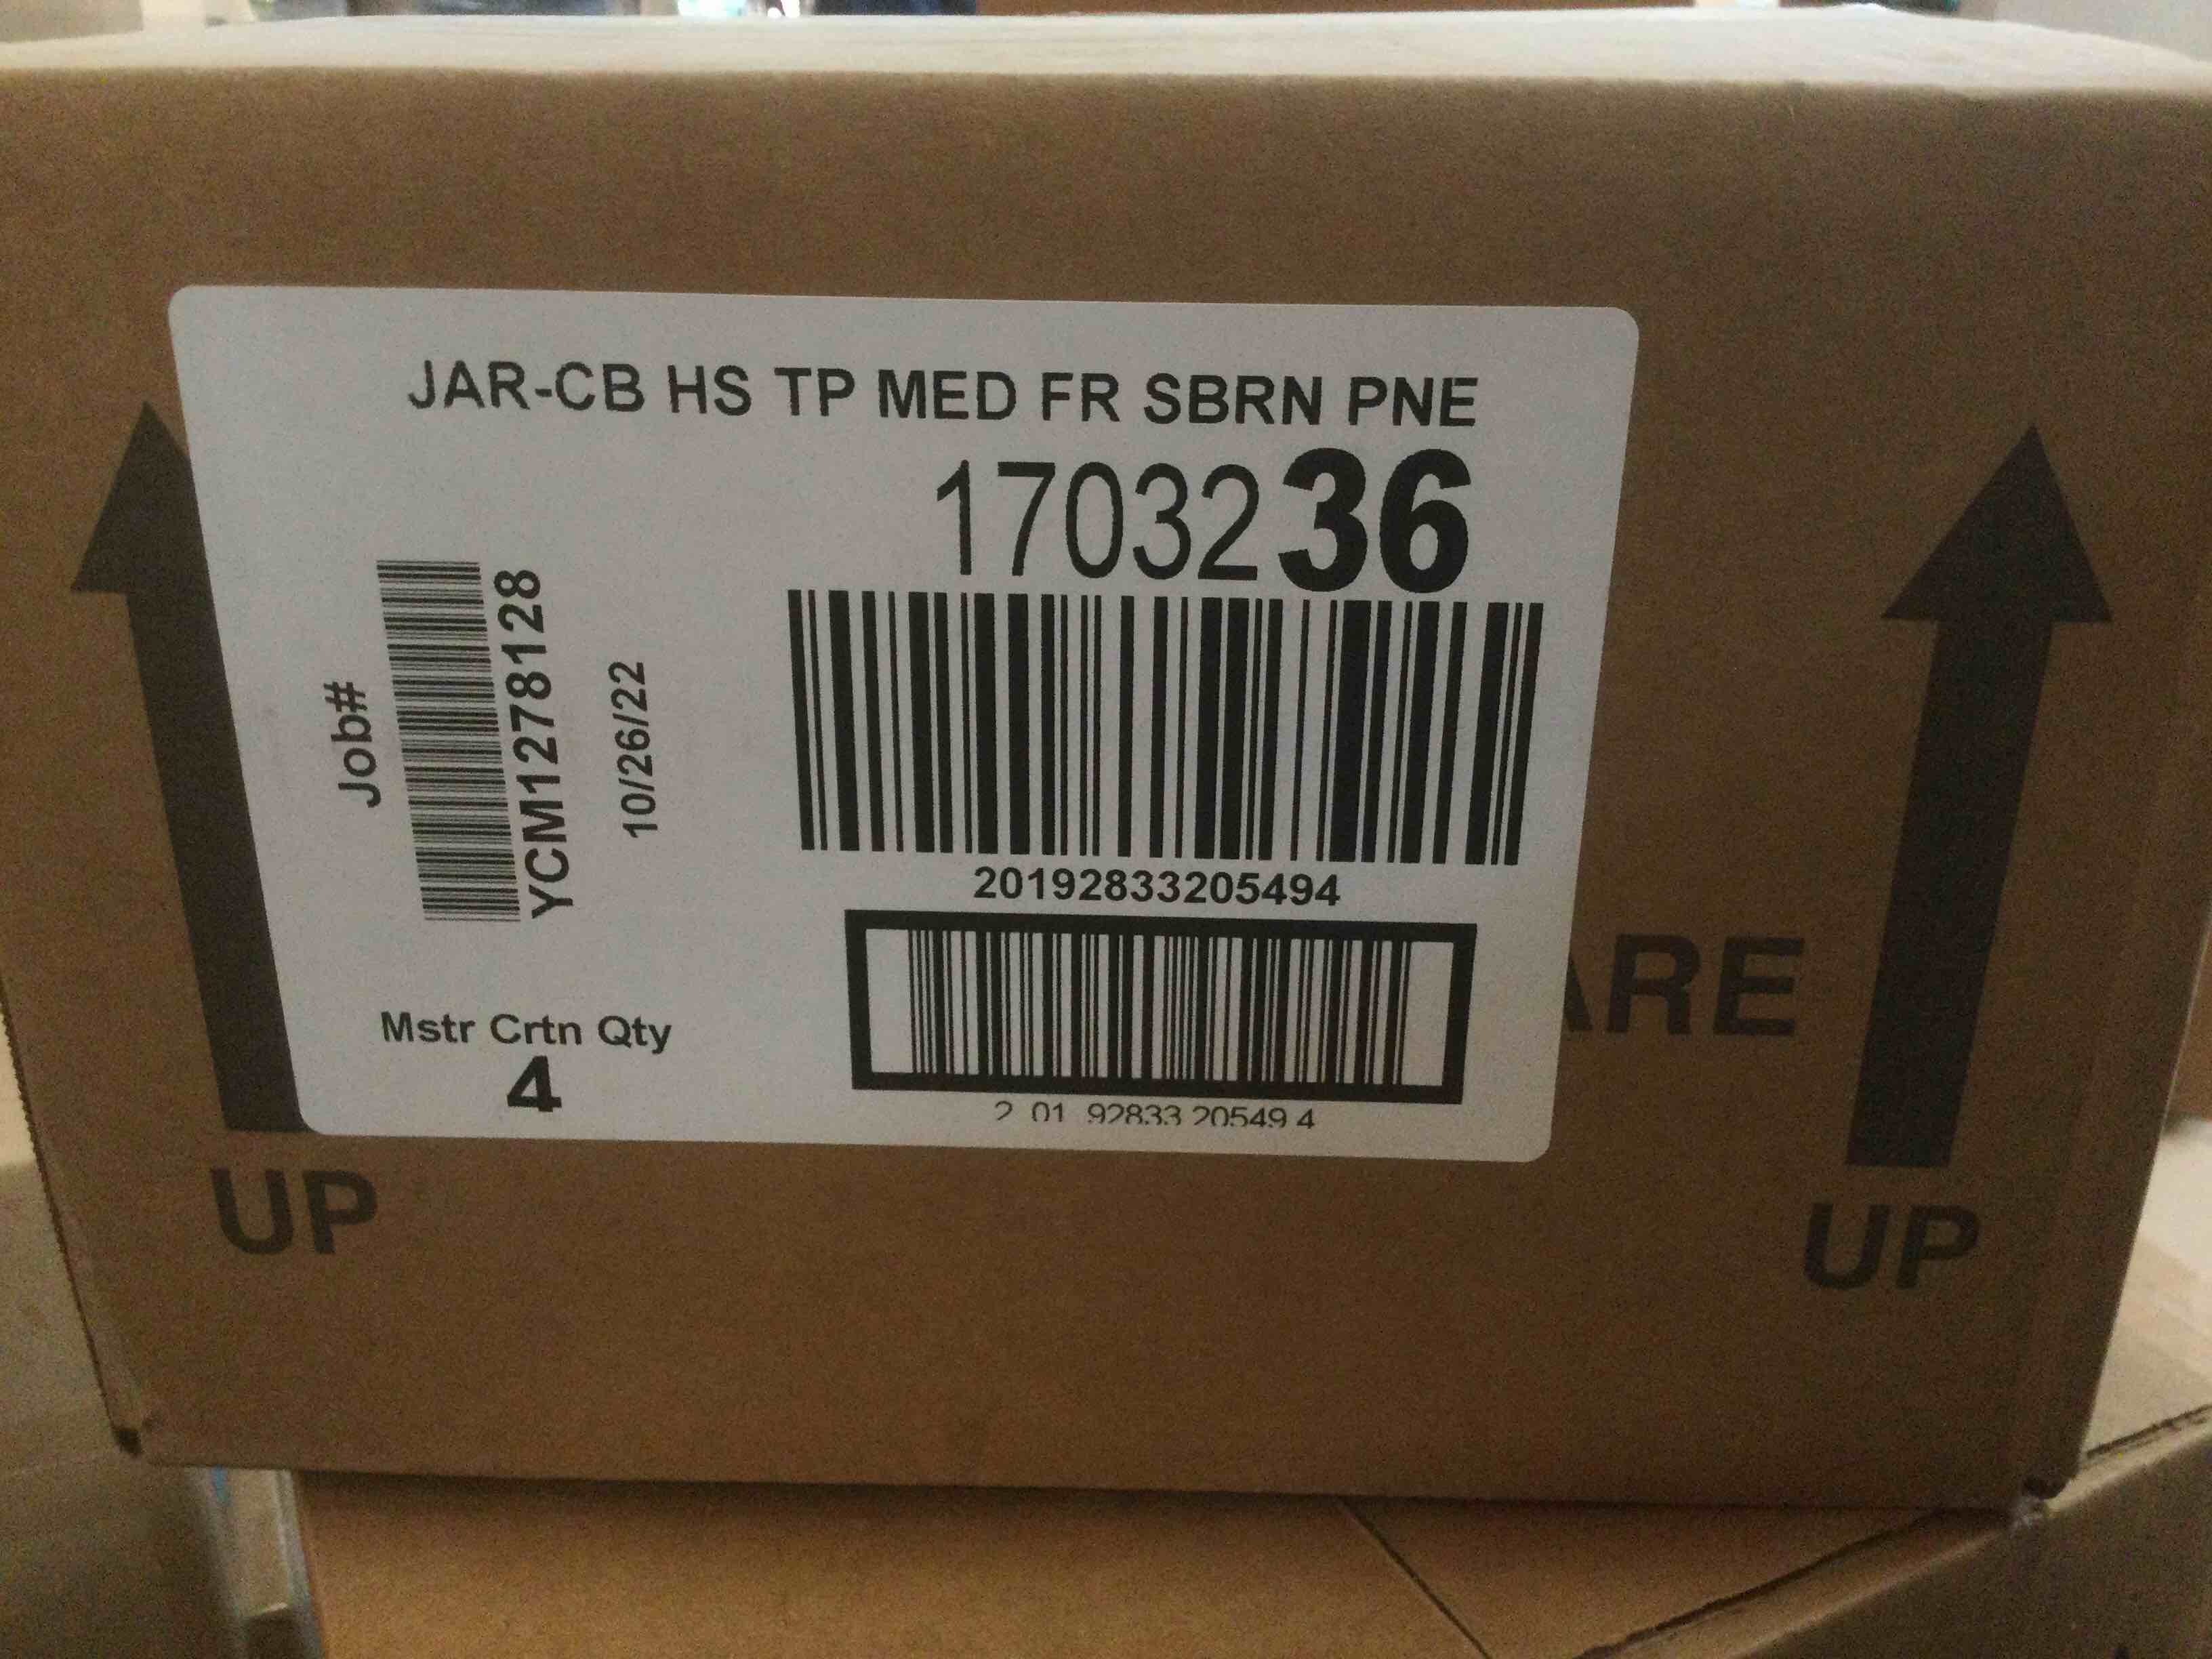 JAR-CB HS TP MED FR SBRN PNE
1703236
Job#
YCM1278128
10/26/22
20192833205494
Mstr Crtn Qty
4
2 01 92833 20549 4
ARE
UP
UP